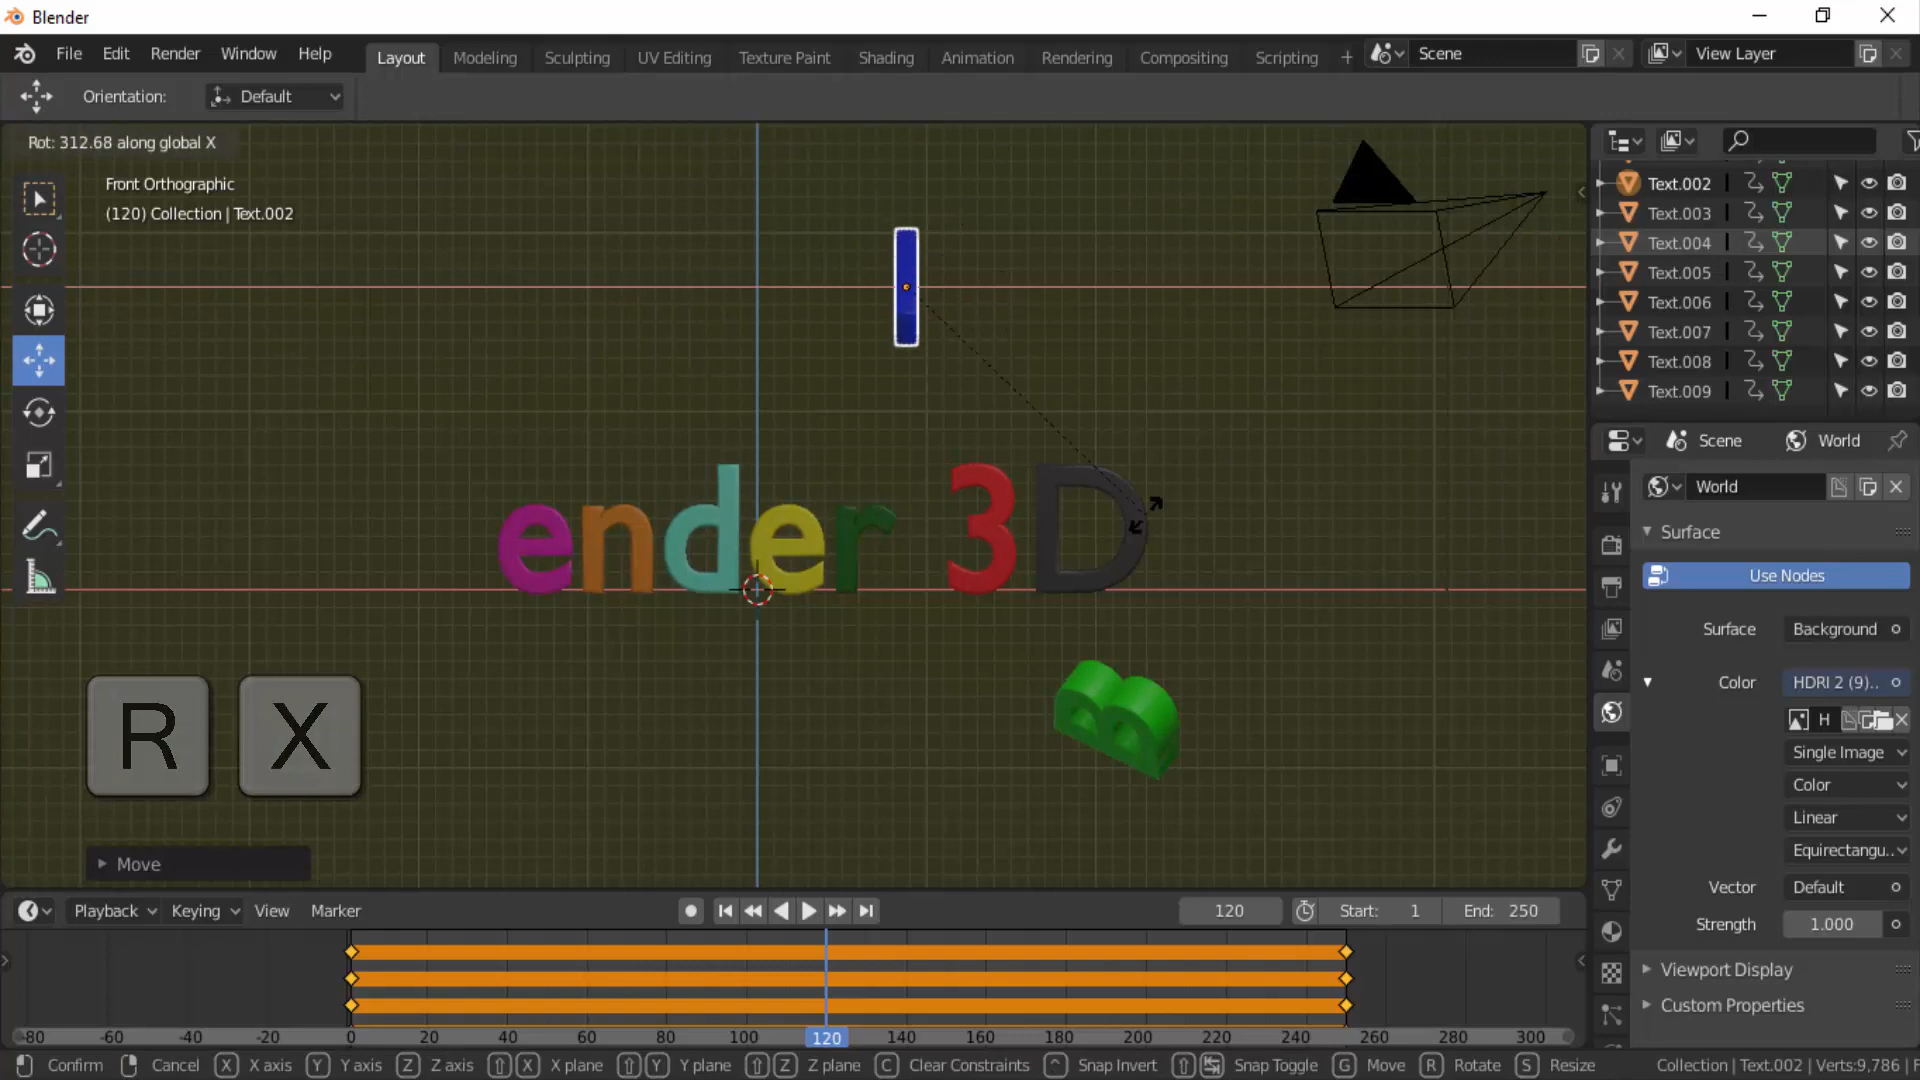 Blender
File Edit Render Window Help Layout Modeling Sculpting UV Editing Texture Paint Shading Animation Rendering Compositing Scripting + Scene View Layer
Orientation: Default
Rot: 312.68 along global X
Front Orthographic
(120) Collection | Text.002
Text.002
Text.003
Text.004
Text.005
Text.006
Text.007
Text.008
Text.009
ender 3D
B
R X
Move
Scene World
World
Surface
Use Nodes
Surface Background
Color HDRI 2 (9)..
H
Single Image
Color
Linear
Equirectangu..
Vector Default
Strength 1.000
Viewport Display
Custom Properties
Playback Keying View Marker 120 Start: 1 End: 250
-80 -60 -40 -20 0 20 40 60 80 100 120 140 160 180 200 220 240 260 280 300
Confirm Cancel X X axis Y Y axis Z Z axis X X plane Y Y plane Z Z plane C Clear Constraints ^ Snap Invert Snap Toggle G Move R Rotate S Resize Collection | Text.002 | Verts:9,786 | F